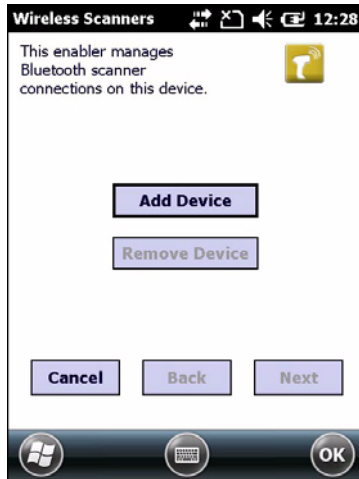 Wireless Scanners 12:28
This enabler manages
Bluetooth scanner
connections on this device.
Add Device
Remove Device
Cancel Back Next
OK